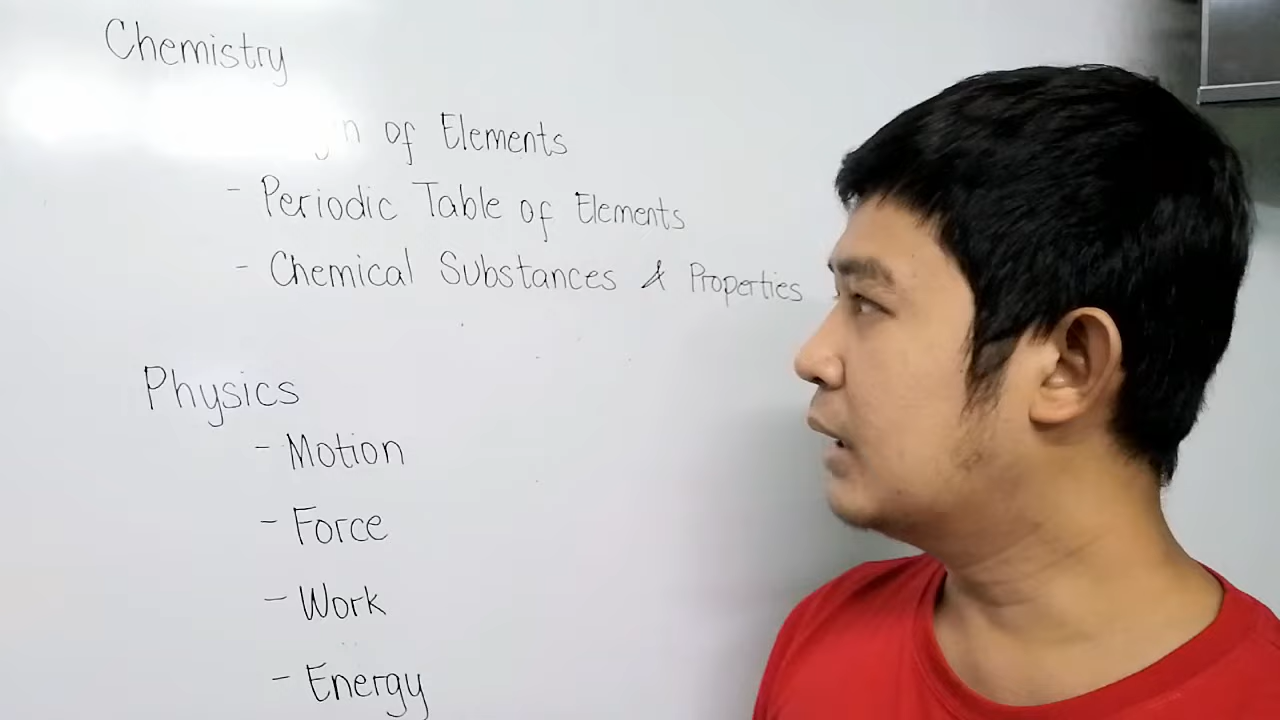 Chemistry
of Elements
- Periodic Table of Elements
- Chemical Substances & Properties
Physics
- Motion
- Force
- Work
- Energy